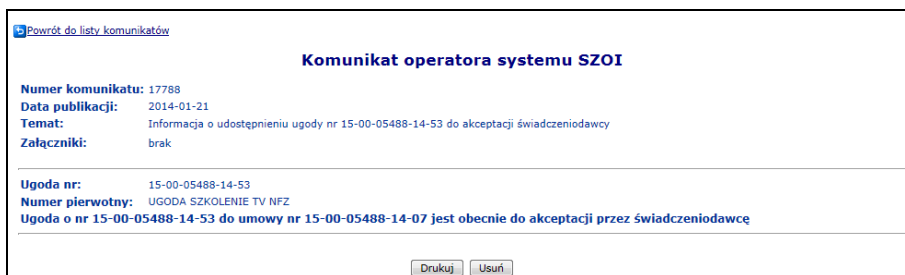 Powrót do listy komunikatów
Komunikat operatora systemu SZOI
Numer komunikatu: 17788
Data publikacji: 2014-01-21
Temat: Informacja o udostępnieniu ugody nr 15-00-05488-14-53 do akceptacji świadczeniodawcy
Załączniki: brak
Ugoda nr: 15-00-05488-14-53
Numer pierwotny: UGODA SZKOLENIE TV NFZ
Ugoda o nr 15-00-05488-14-53 do umowy nr 15-00-05488-14-07 jest obecnie do akceptacji przez świadczeniodawcę
Drukuj Usuń